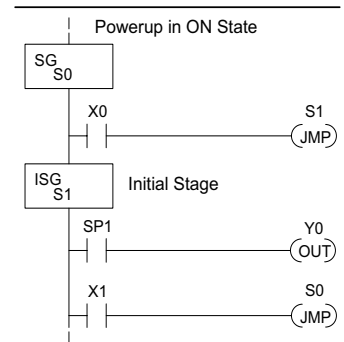 Powerup in ON State
SG
S0
X0 S1
JMP
ISG
S1
Initial Stage
SP1 Y0
OUT
X1 S0
JMP